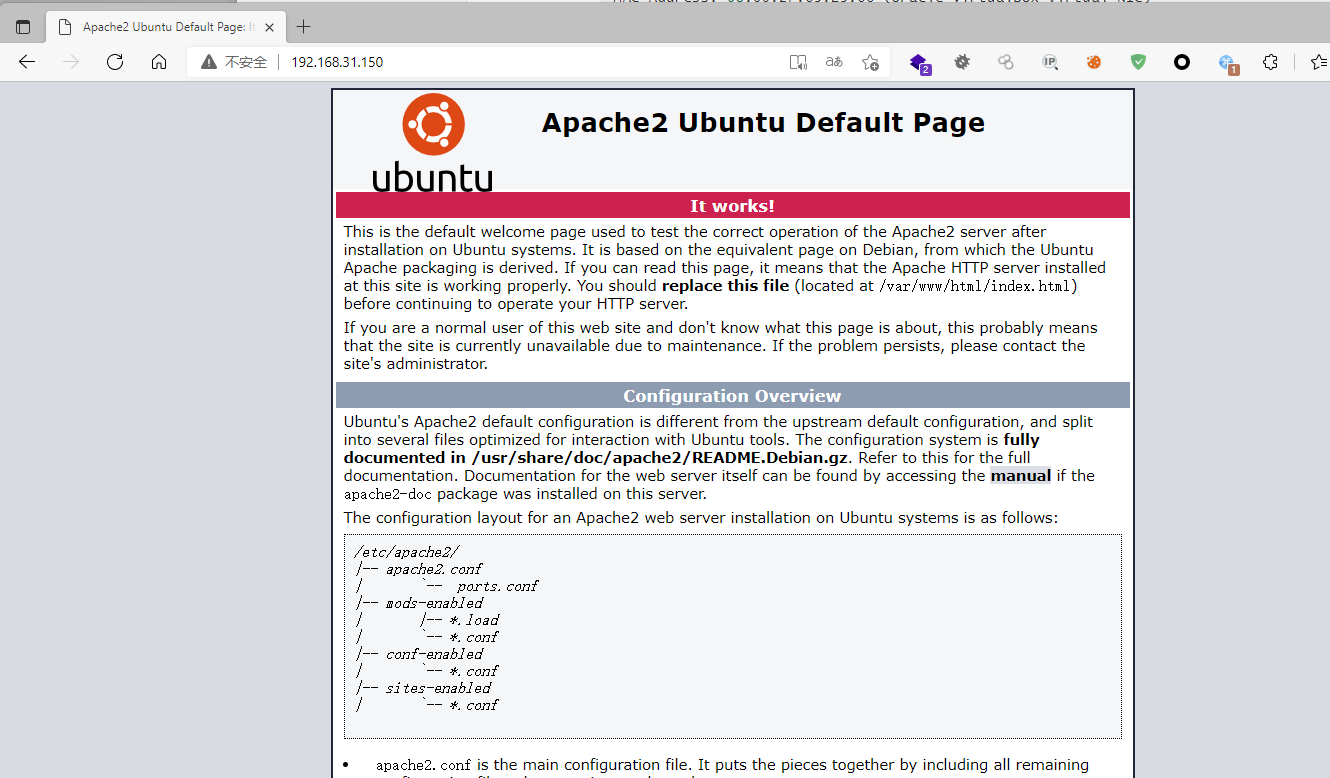 Apache2 Ubuntu Default Page: It
不安全
192.168.31.150
aあ
2
IP
1
ubuntu
Apache2 Ubuntu Default Page
It works!
This is the default welcome page used to test the correct operation of the Apache2 server after
installation on Ubuntu systems. It is based on the equivalent page on Debian, from which the Ubuntu
Apache packaging is derived. If you can read this page, it means that the Apache HTTP server installed
at this site is working properly. You should replace this file (located at /var/www/html/index.html)
before continuing to operate your HTTP server.
If you are a normal user of this web site and don't know what this page is about, this probably means
that the site is currently unavailable due to maintenance. If the problem persists, please contact the
site's administrator.
Configuration Overview
Ubuntu's Apache2 default configuration is different from the upstream default configuration, and split
into several files optimized for interaction with Ubuntu tools. The configuration system is fully
documented in /usr/share/doc/apache2/README.Debian.gz. Refer to this for the full
documentation. Documentation for the web server itself can be found by accessing the manual if the
apache2-doc package was installed on this server.
The configuration layout for an Apache2 web server installation on Ubuntu systems is as follows:
/etc/apache2/
|-- apache2.conf
|       `--  ports.conf
|-- mods-enabled
|       |-- *.load
|       `-- *.conf
|-- conf-enabled
|       `-- *.conf
|-- sites-enabled
|       `-- *.conf
• apache2.conf is the main configuration file. It puts the pieces together by including all remaining